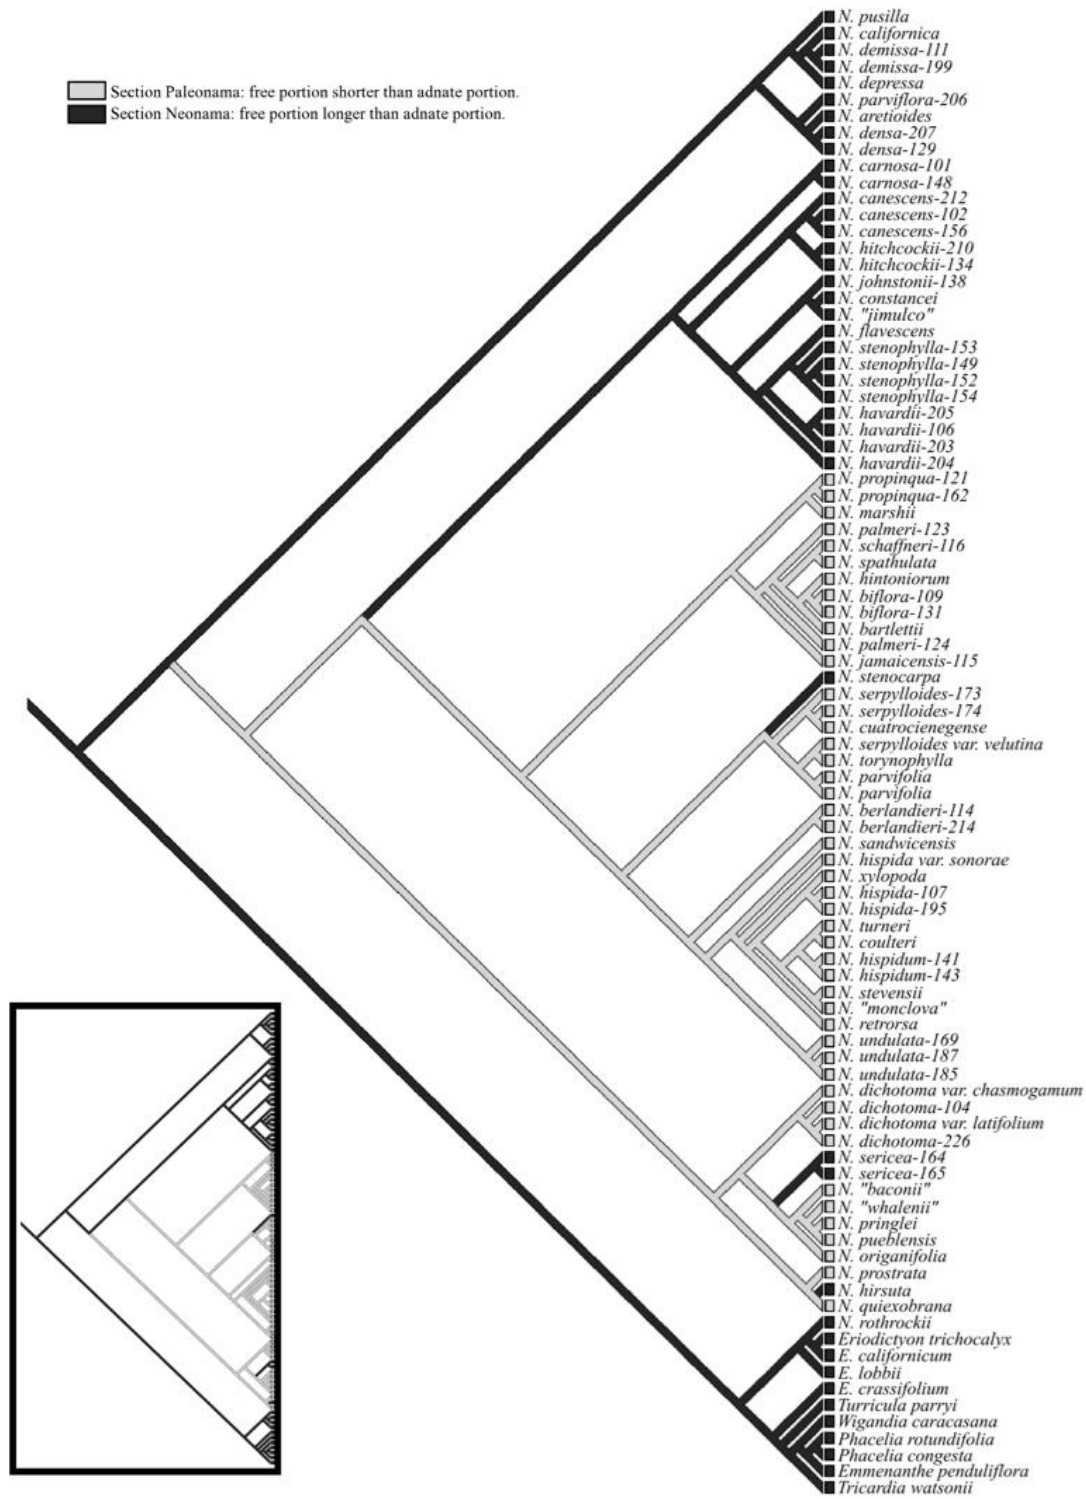 Section Paleonama: free portion shorter than adnate portion.
Section Neonama: free portion longer than adnate portion.
N. pusilla
N. californica
N. demissa-111
N. demissa-199
N. depressa
N. parviflora-206
N. aretioides
N. densa-207
N. densa-129
N. carnosa-101
N. carnosa-148
N. canescens-212
N. canescens-102
N. canescens-156
N. hitchcockii-210
N. hitchcockii-134
N. johnstonii-138
N. constancei
N. "jimulco"
N. flavescens
N. stenophylla-153
N. stenophylla-149
N. stenophylla-152
N. stenophylla-154
N. havardii-205
N. havardii-106
N. havardii-203
N. havardii-204
N. propinqua-121
N. propinqua-162
N. marshii
N. palmeri-123
N. schaffneri-116
N. spathulata
N. hintoniorum
N. biflora-109
N. biflora-131
N. bartlettii
N. palmeri-124
N. jamaicensis-115
N. stenocarpa
N. serpylloides-173
N. serpylloides-174
N. cuatrocienegense
N. serpylloides var. velutina
N. torynophylla
N. parvifolia
N. parvifolia
N. berlandieri-114
N. berlandieri-214
N. sandwicensis
N. hispida var. sonorae
N. xylopoda
N. hispida-107
N. hispida-195
N. turneri
N. coulteri
N. hispidum-141
N. hispidum-143
N. stevensii
N. "monclova"
N. retrorsa
N. undulata-169
N. undulata-187
N. undulata-185
N. dichotoma var. chasmogamum
N. dichotoma-104
N. dichotoma var. latifolium
N. dichotoma-226
N. sericea-164
N. sericea-165
N. "baconii"
N. "whalenii"
N. pringlei
N. pueblensis
N. origanifolia
N. prostrata
N. hirsuta
N. quiexobrana
N. rothrockii
Eriodictyon trichocalyx
E. californicum
E. lobbii
E. crassifolium
Turricula parryi
Wigandia caracasana
Phacelia rotundifolia
Phacelia congesta
Emmenanthe penduliflora
Tricardia watsonii